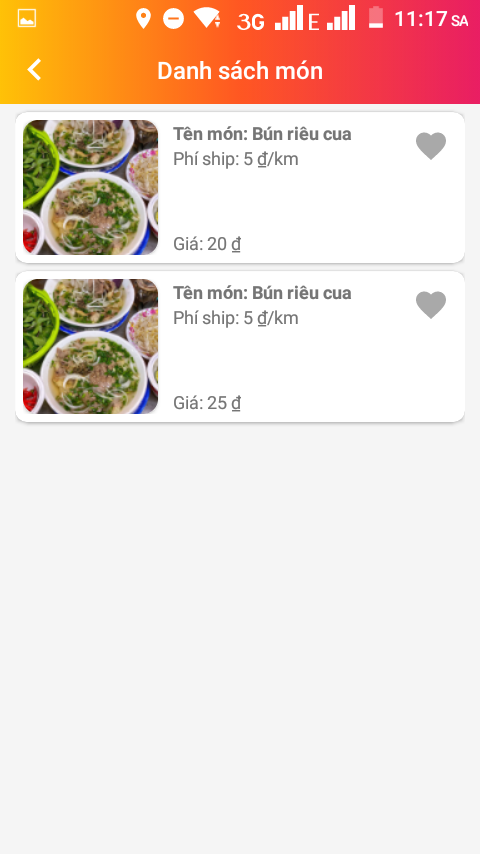 3G E 11:17 SA
Danh sách món
Tên món: Bún riêu cua
Phí ship: 5 ₫/km
Giá: 20 ₫
Tên món: Bún riêu cua
Phí ship: 5 ₫/km
Giá: 25 ₫